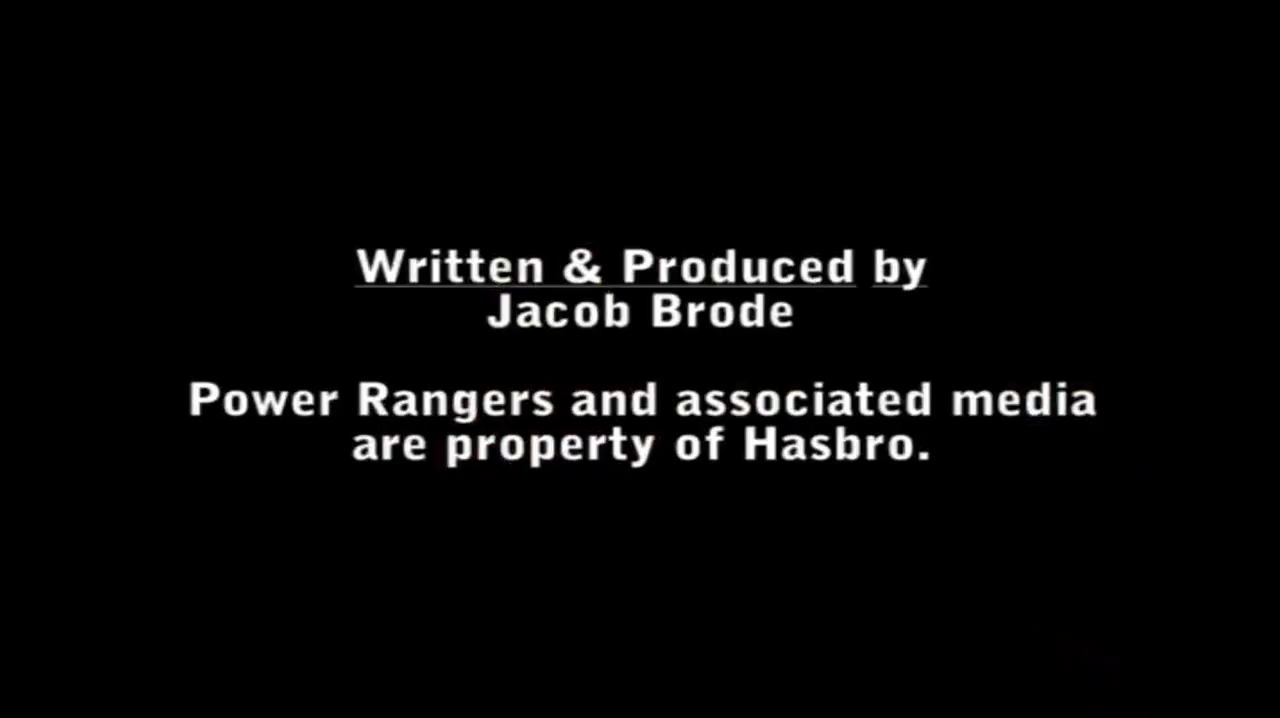 Written & Produced by
Jacob Brode
Power Rangers and associated media
are property of Hasbro.